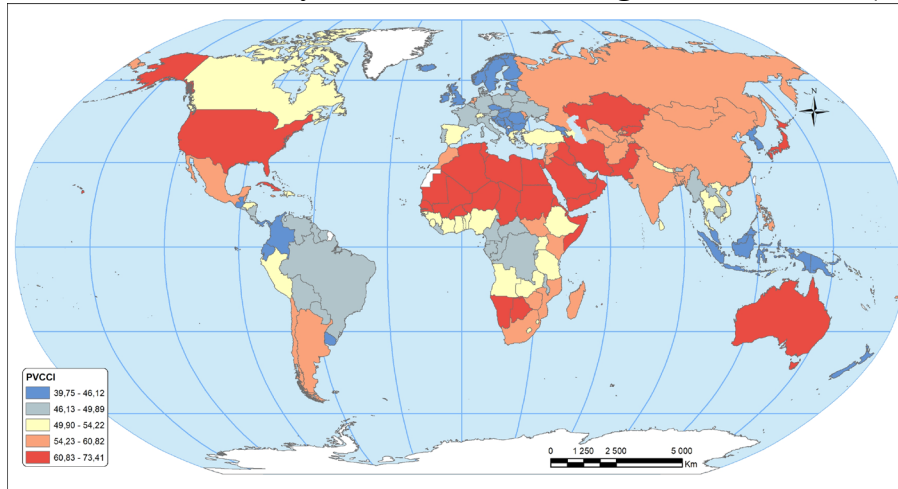 N
PVCCI
39,75 - 46,12
46,13 - 49,89
49,90 - 54,22
54,23 - 60,82
60,83 - 73,41
0 1 250 2 500 5 000
Km